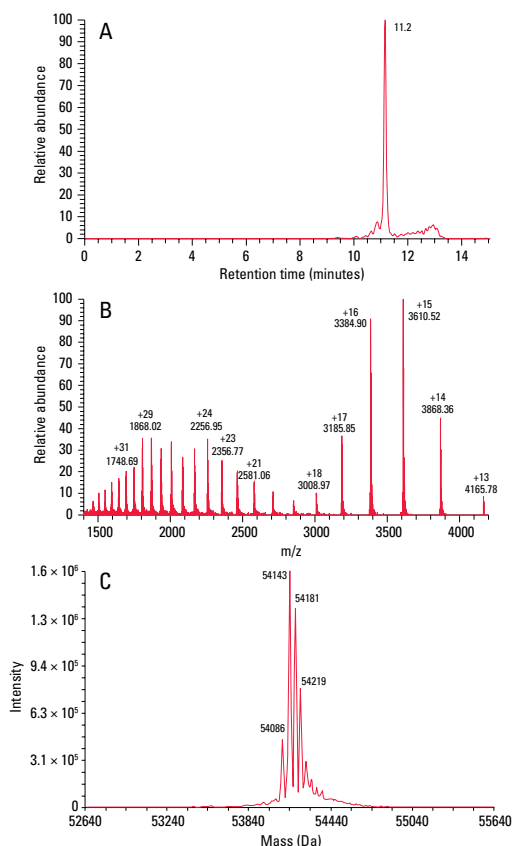 A
11.2
100
90
80
70
60
50
40
30
20
10
0
Relative abundance
0 2 4 6 8 10 12 14
Retention time (minutes)
B
100
90
80
70
60
50
40
30
20
10
0
Relative abundance
+31
1748.69
+29
1868.02
+24
2256.95
+23
2356.77
+21
2581.06
+18
3008.97
+17
3185.85
+16
3384.90
+15
3610.52
+14
3868.36
+13
4165.78
1500 2000 2500 3000 3500 4000
m/z
C
1.6 × 10⁶
1.3 × 10⁶
9.4 × 10⁵
6.3 × 10⁵
3.1 × 10⁵
0
Intensity
54143
54181
54219
54086
52640 53240 53840 54440 55040 55640
Mass (Da)